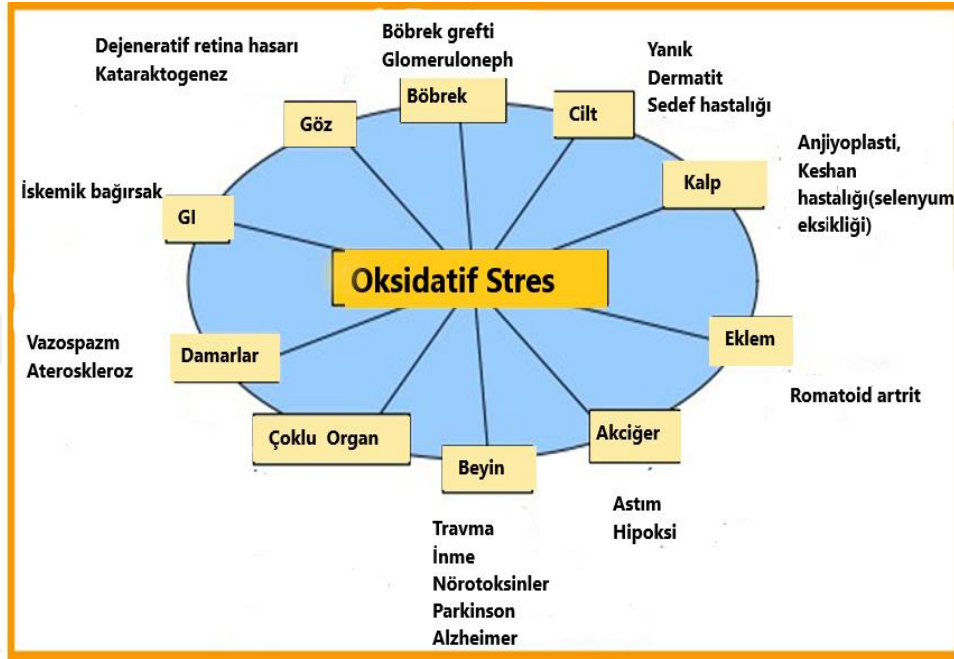 Dejeneratif retina hasarı
Kataraktogenez
Göz
Böbrek grefti
Glomeruloneph
Böbrek
Yanık
Dermatit
Sedef hastalığı
Cilt
Anjiyoplasti,
Keshan
hastalığı(selenyum
eksikliği)
Kalp
İskemik bağırsak
GI
Oksidatif Stres
Vazospazm
Ateroskleroz
Damarlar
Eklem
Romatoid artrit
Çoklu Organ
Beyin
Travma
İnme
Nörotoksinler
Parkinson
Alzheimer
Akciğer
Astım
Hipoksi